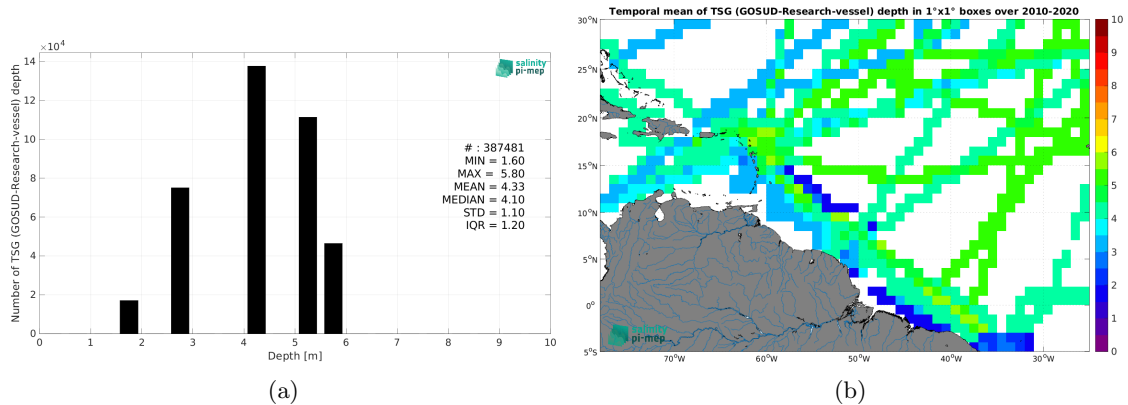 ×10⁴
14
12
10
8
6
4
2
0
Number of TSG (GOSUD-Research-vessel) depth
salinity
pi-mep
# : 387481
MIN = 1.60
MAX = 5.80
MEAN = 4.33
MEDIAN = 4.10
STD = 1.10
IQR = 1.20
0 1 2 3 4 5 6 7 8 9 10
Depth [m]
(a)
Temporal mean of TSG (GOSUD-Research-vessel) depth in 1°x1° boxes over 2010-2020
30°N
25°N
20°N
15°N
10°N
5°N
0°
5°S
salinity
pi-mep
70°W 60°W 50°W 40°W 30°W
10
9
8
7
6
5
4
3
2
1
0
(b)